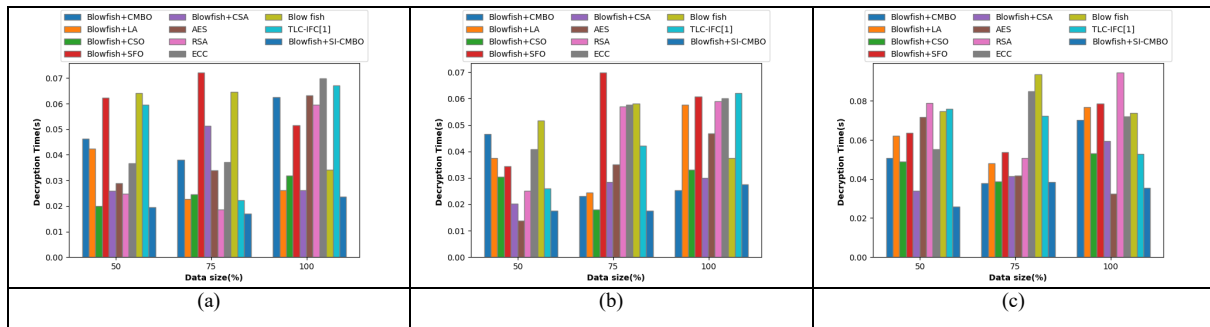 Blowfish+CMBO Blowfish+CSA Blow fish
Blowfish+LA AES TLC-IFC[1]
Blowfish+CSO RSA Blowfish+SI-CMBO
Blowfish+SFO ECC
0.07
0.06
0.05
0.04
0.03
0.02
0.01
0.00
Decryption Time(s)
50 75 100
Data size(%)
(a)
Blowfish+CMBO Blowfish+CSA Blow fish
Blowfish+LA AES TLC-IFC[1]
Blowfish+CSO RSA Blowfish+SI-CMBO
Blowfish+SFO ECC
0.07
0.06
0.05
0.04
0.03
0.02
0.01
0.00
Decryption Time(s)
50 75 100
Data size(%)
(b)
Blowfish+CMBO Blowfish+CSA Blow fish
Blowfish+LA AES TLC-IFC[1]
Blowfish+CSO RSA Blowfish+SI-CMBO
Blowfish+SFO ECC
0.08
0.06
0.04
0.02
0.00
Decryption Time(s)
50 75 100
Data size(%)
(c)